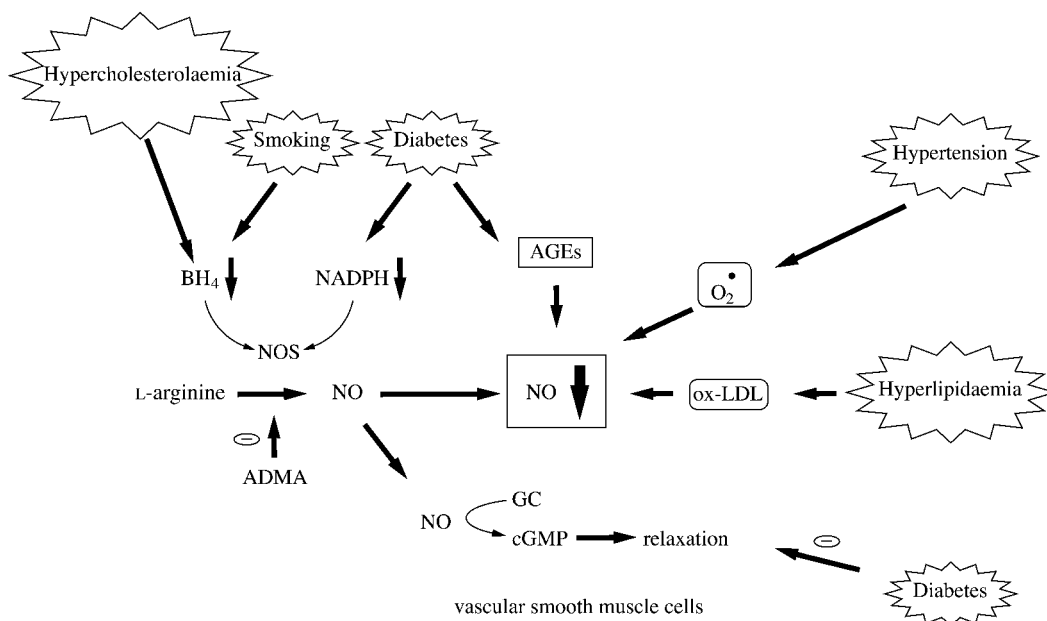 Hypercholesterolaemia
Smoking
Diabetes
Hypertension
AGEs
BH4
NADPH
O2•
NOS
L-arginine
NO
NO
ox-LDL
Hyperlipidaemia
−
ADMA
GC
NO
cGMP
relaxation
−
Diabetes
vascular smooth muscle cells